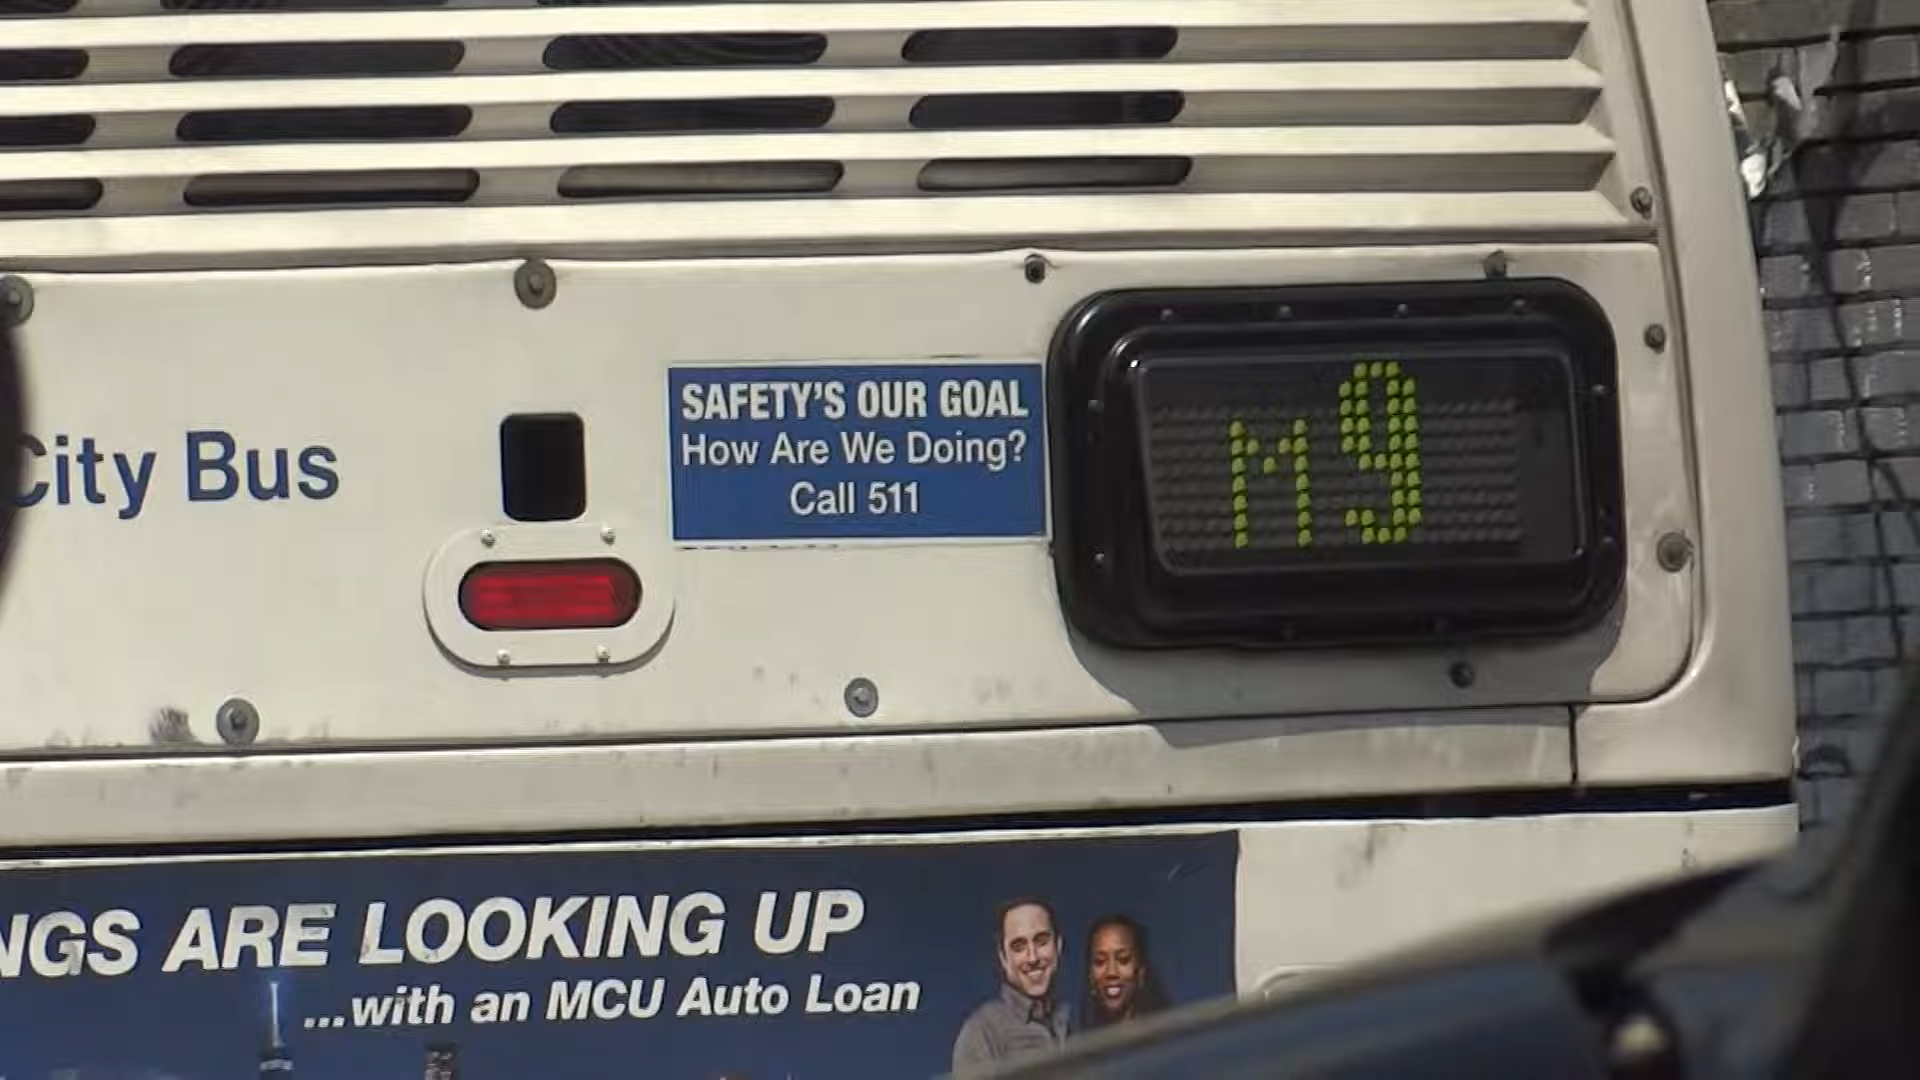 City Bus
SAFETY'S OUR GOAL
How Are We Doing?
Call 511
M9
NGS ARE LOOKING UP
...with an MCU Auto Loan